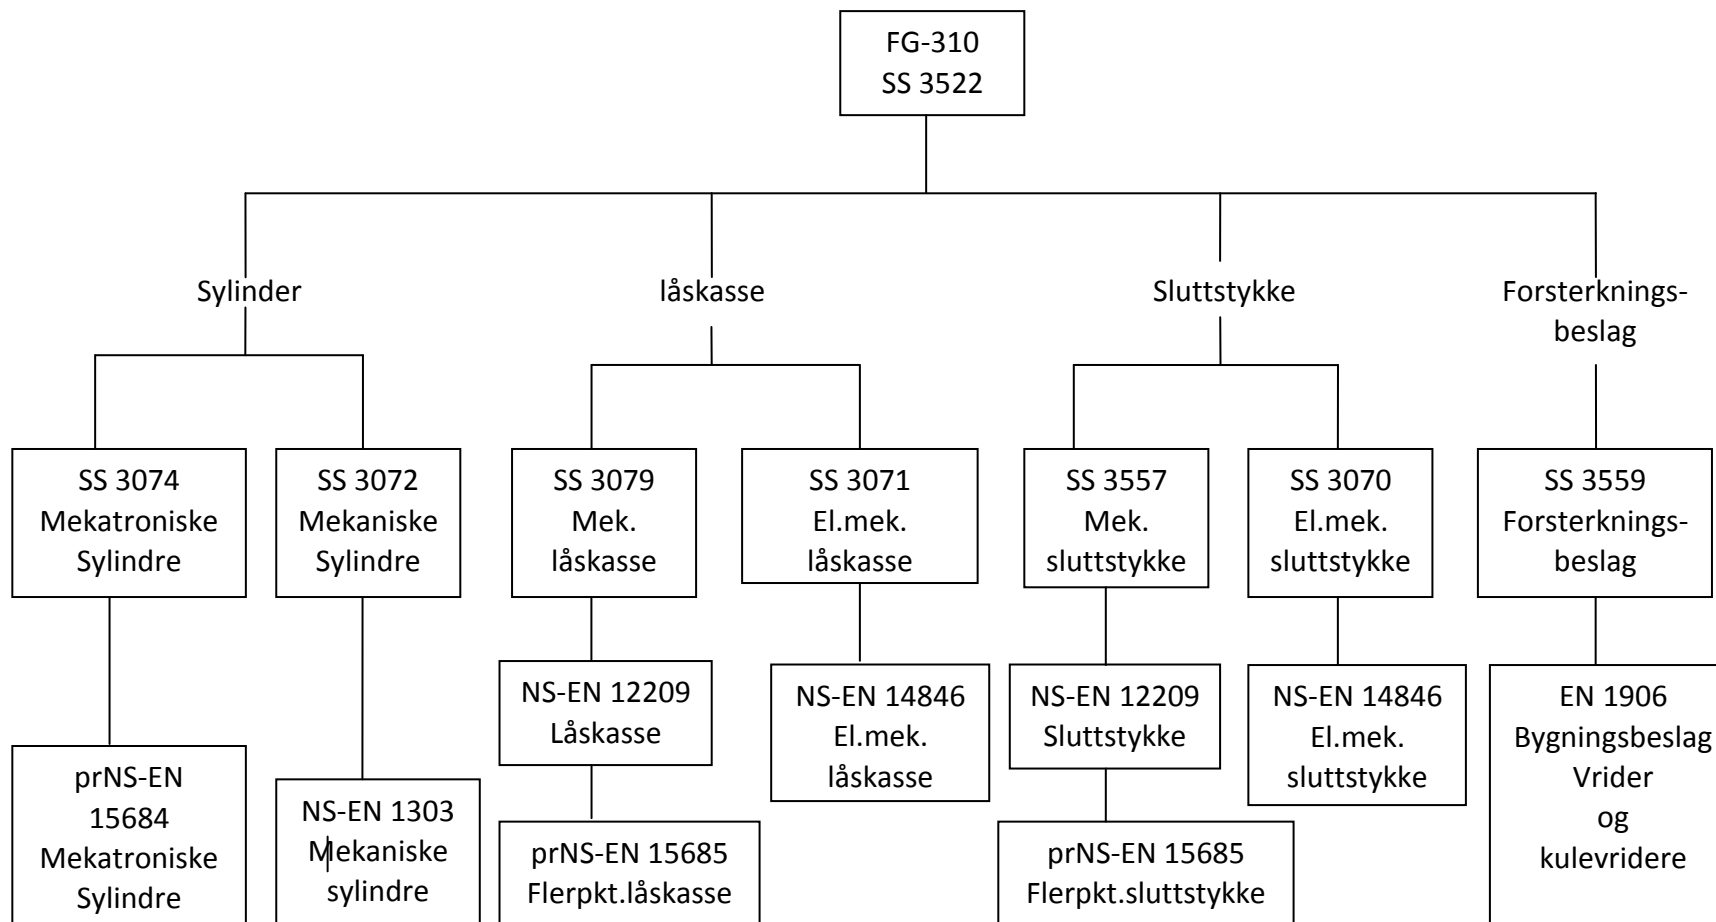 FG-310
SS 3522
Sylinder
låskasse
Sluttstykke
Forsterknings-
beslag
SS 3074
Mekatroniske
Sylindre
SS 3072
Mekaniske
Sylindre
SS 3079
Mek.
låskasse
SS 3071
El.mek.
låskasse
SS 3557
Mek.
sluttstykke
SS 3070
El.mek.
sluttstykke
SS 3559
Forsterknings-
beslag
prNS-EN
15684
Mekatroniske
Sylindre
NS-EN 1303
Mekaniske
sylindre
NS-EN 12209
Låskasse
prNS-EN 15685
Flerpkt.låskasse
NS-EN 14846
El.mek.
låskasse
NS-EN 12209
Sluttstykke
prNS-EN 15685
Flerpkt.sluttstykke
NS-EN 14846
El.mek.
sluttstykke
EN 1906
Bygningsbeslag
Vrider
og
kulevridere